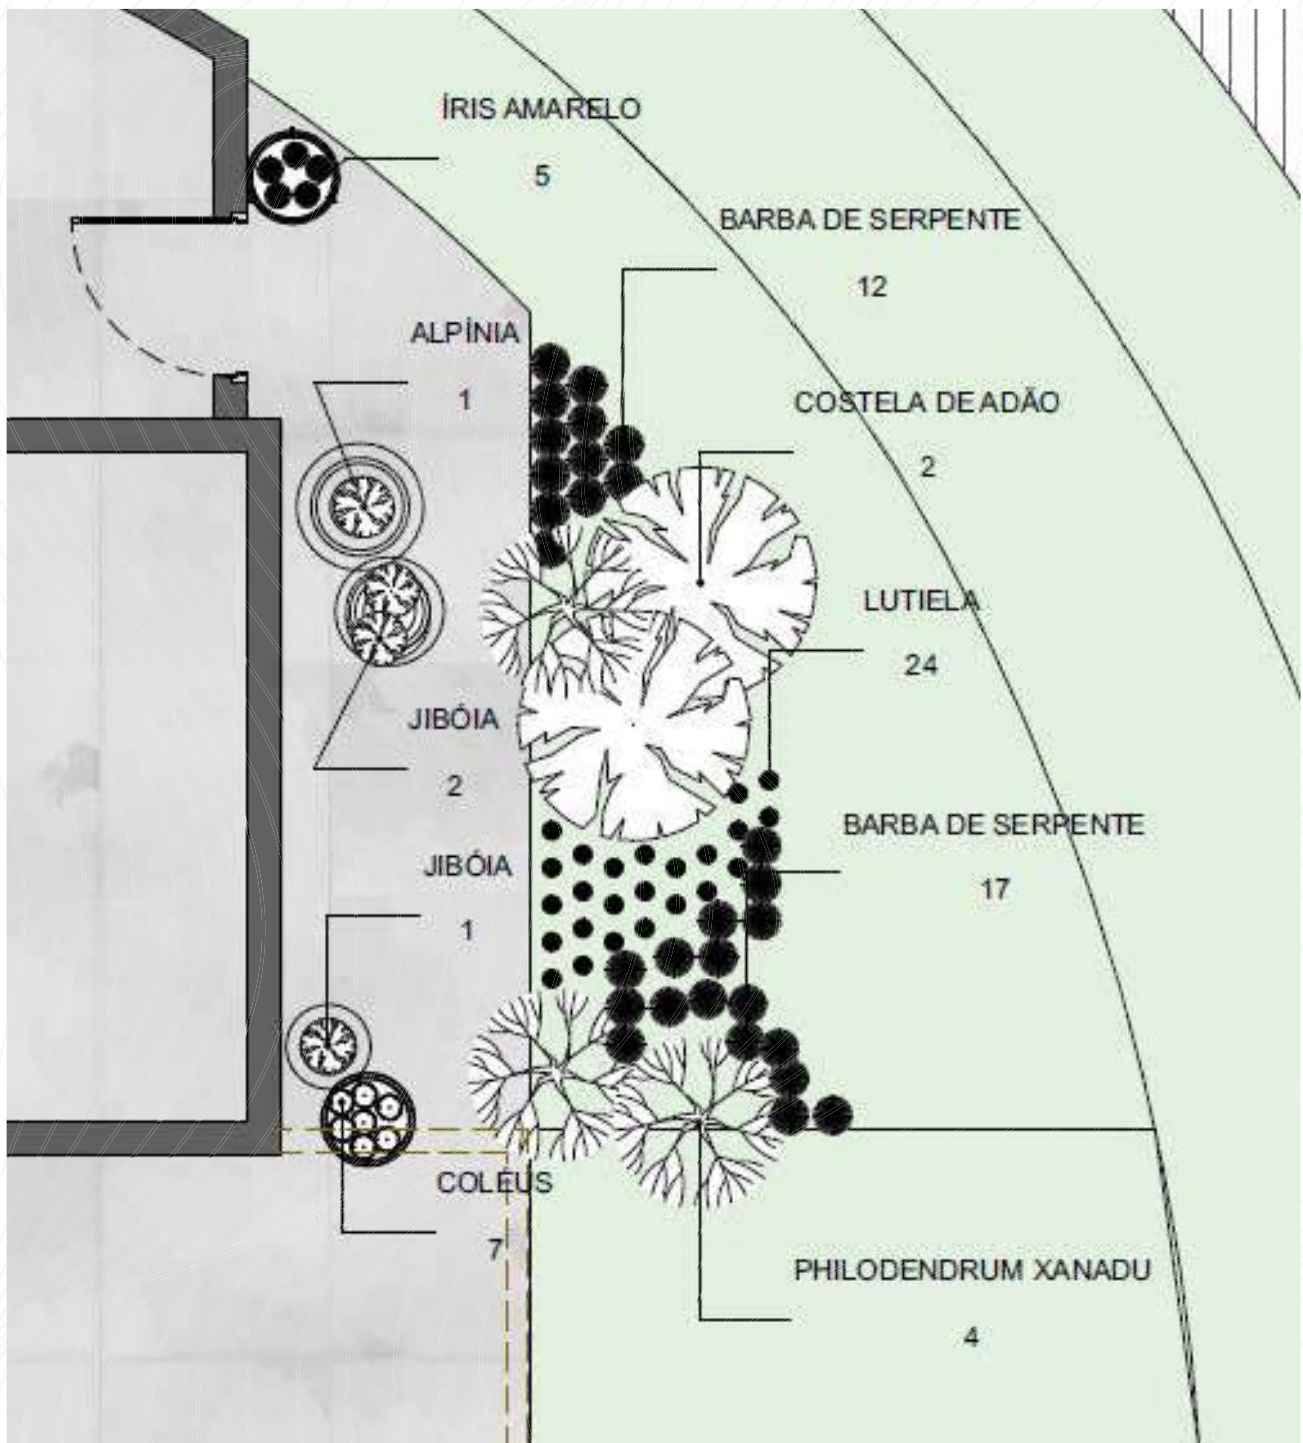 ÍRIS AMARELO
5
BARBA DE SERPENTE
12
ALPÍNIA
1
COSTELA DE ADÃO
2
LUTIELA
24
JIBÓIA
2
BARBA DE SERPENTE
17
JIBÓIA
1
COLEUS
7
PHILODENDRUM XANADU
4